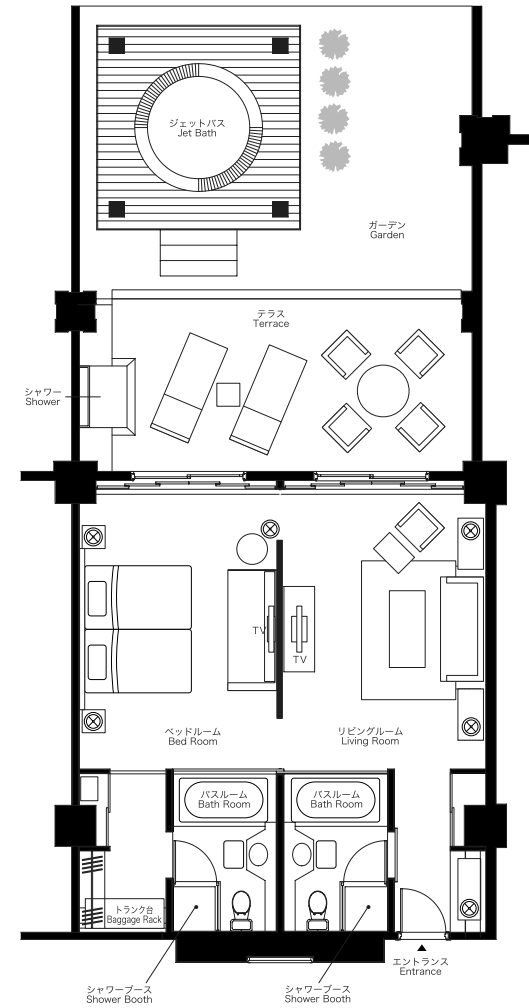 ジェットバス
Jet Bath
ガーデン
Garden
テラス
Terrace
シャワー
Shower
TV
TV
ベッドルーム
Bed Room
リビングルーム
Living Room
バスルーム
Bath Room
バスルーム
Bath Room
トランク台
Baggage Rack
エントランス
Entrance
シャワーブース
Shower Booth
シャワーブース
Shower Booth